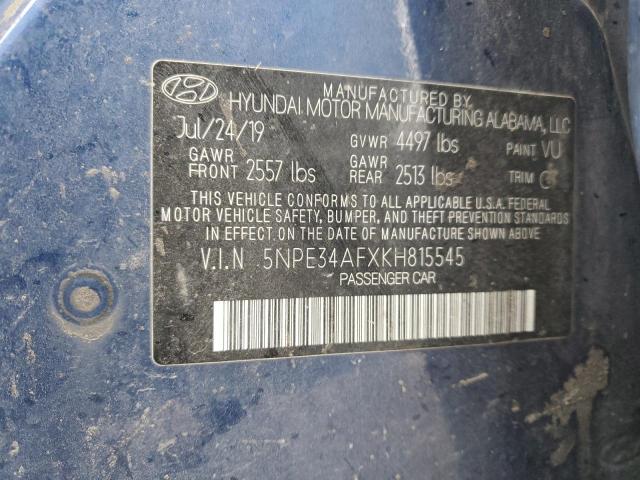 MANUFACTURED BY
HYUNDAI MOTOR MANUFACTURING ALABAMA, LLC
Jul/24/19 GVWR 4497 lbs PAINT VU
GAWR FRONT 2557 lbs GAWR REAR 2513 lbs TRIM
THIS VEHICLE CONFORMS TO ALL APPLICABLE U.S.A. FEDERAL
MOTOR VEHICLE SAFETY, BUMPER, AND THEFT PREVENTION STANDARDS
IN EFFECT ON THE DATE OF MANUFACTURE SHOWN ABOVE.
V.I.N 5NPE34AFXKH815545
PASSENGER CAR